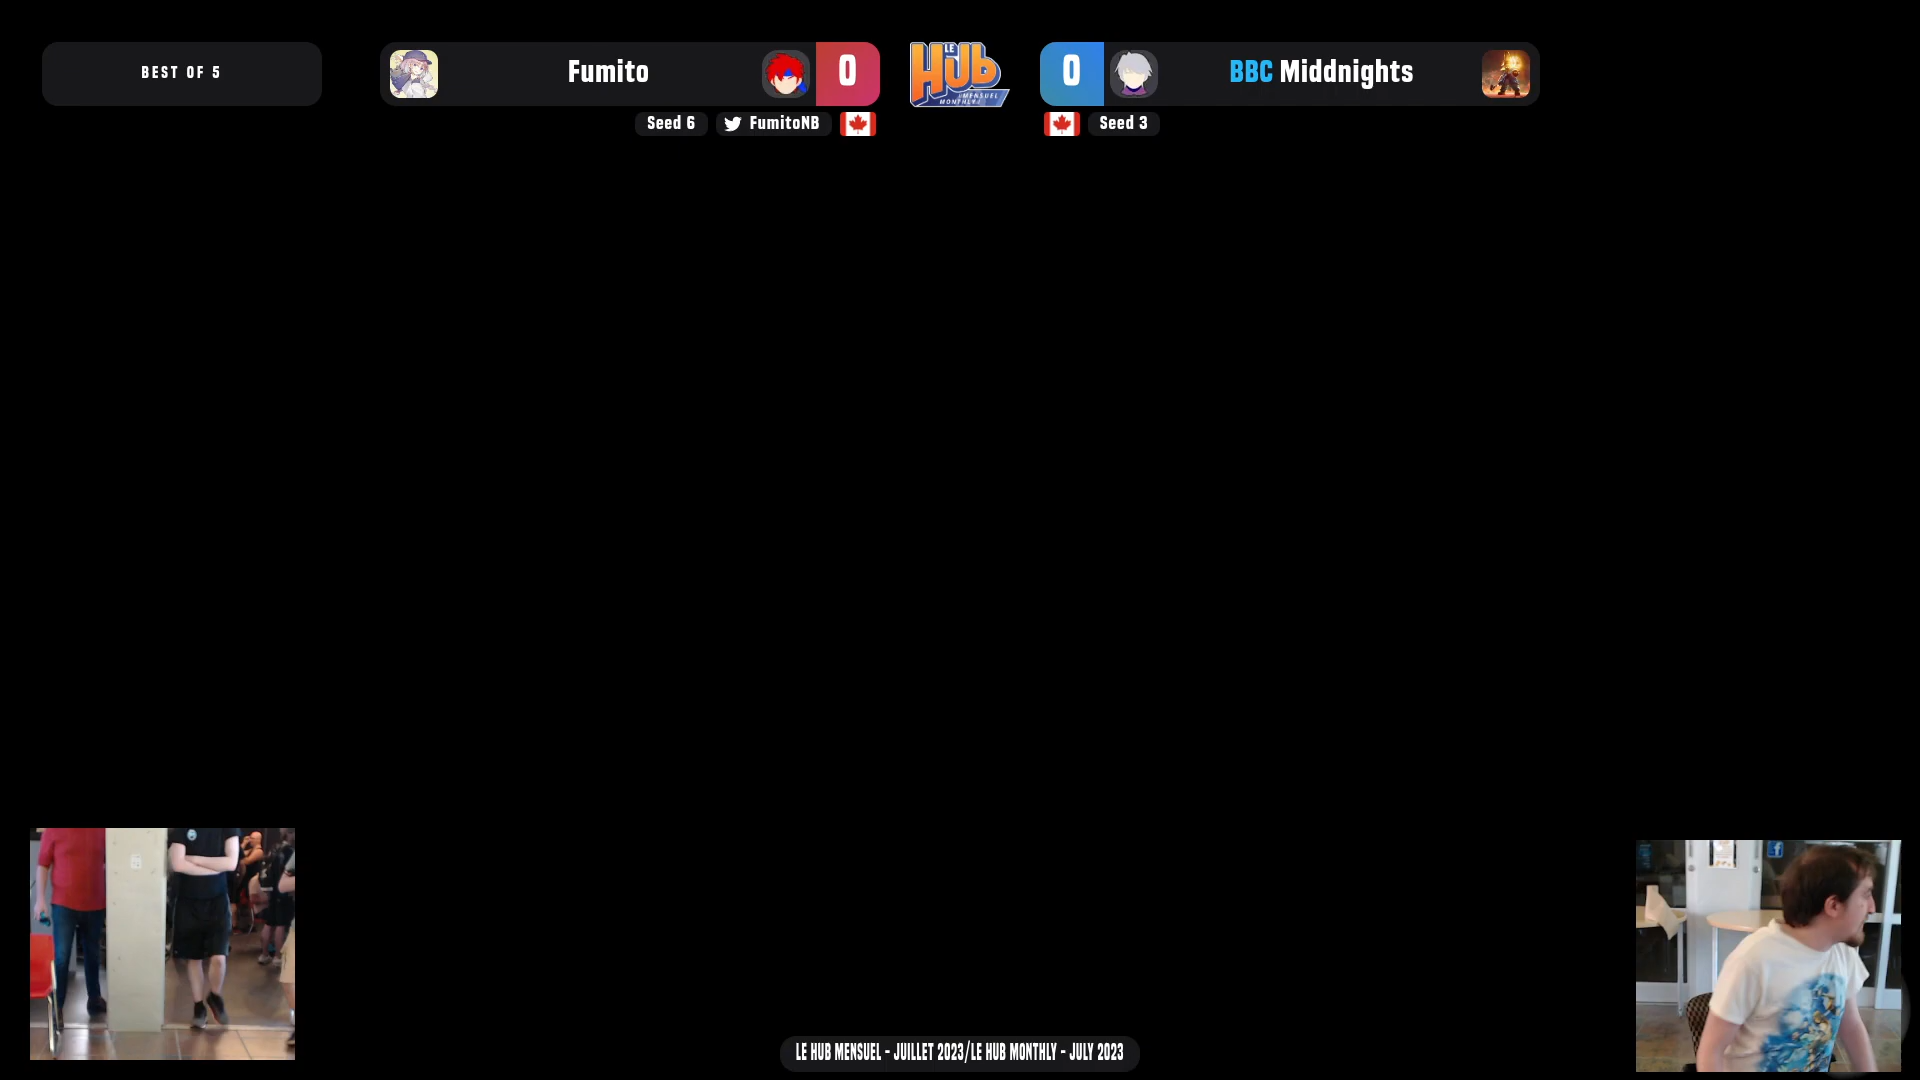 BEST OF 5
Fumito
0
LE
HUB
MENSUEL
MONTHLY
0
BBC Middnights
Seed 6
FumitoNB
Seed 3
LE HUB MENSUEL - JUILLET 2023/LE HUB MONTHLY - JULY 2023